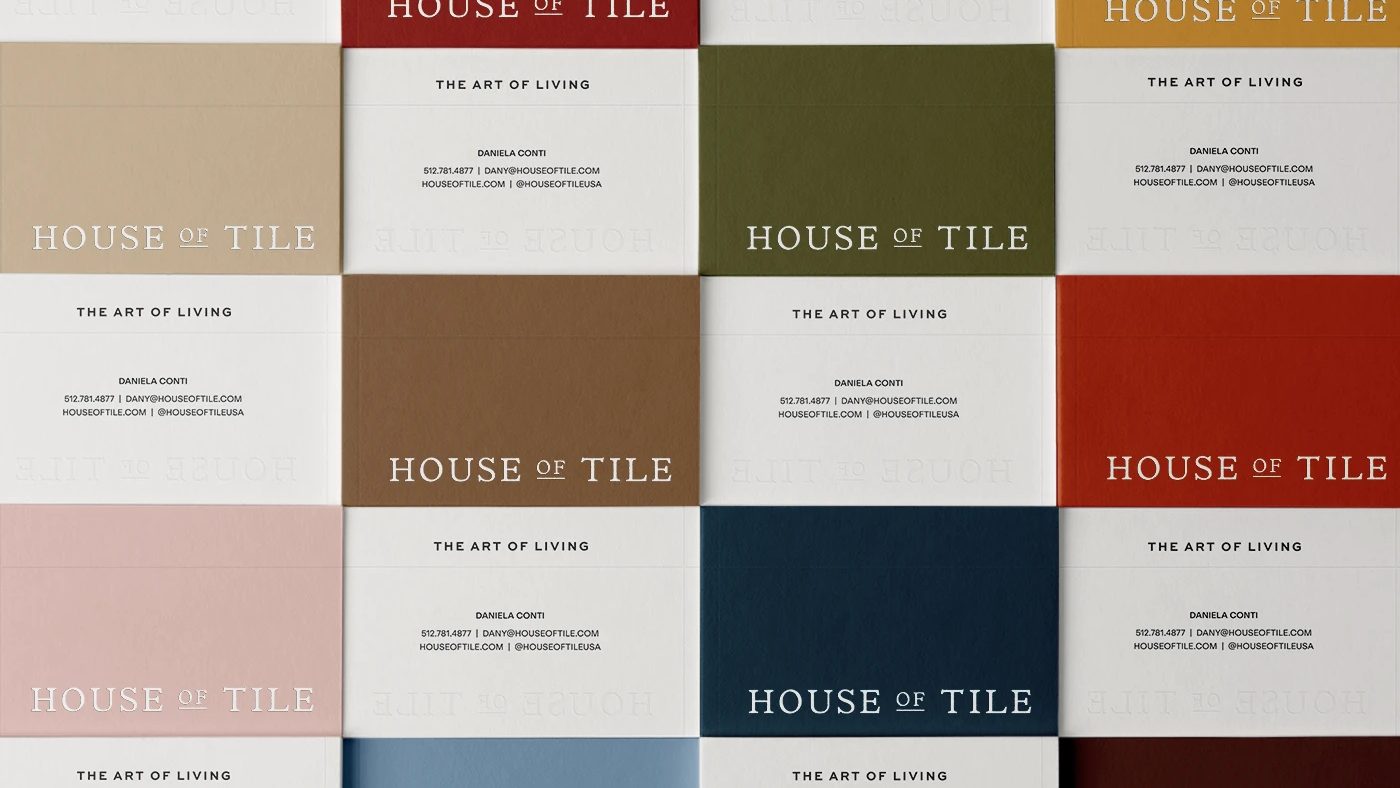 HOUSE OF TILE
HOUSE OF TILE
HOUSE OF TILE
THE ART OF LIVING
DANIELA CONTI
512.781.4877 | DANY@HOUSEOFTILE.COM
HOUSEOFTILE.COM | @HOUSEOFTILEUSA
HOUSE OF TILE
THE ART OF LIVING
DANIELA CONTI
512.781.4877 | DANY@HOUSEOFTILE.COM
HOUSEOFTILE.COM | @HOUSEOFTILEUSA
THE ART OF LIVING
DANIELA CONTI
512.781.4877 | DANY@HOUSEOFTILE.COM
HOUSEOFTILE.COM | @HOUSEOFTILEUSA
HOUSE OF TILE
THE ART OF LIVING
DANIELA CONTI
512.781.4877 | DANY@HOUSEOFTILE.COM
HOUSEOFTILE.COM | @HOUSEOFTILEUSA
HOUSE OF TILE
HOUSE OF TILE
THE ART OF LIVING
DANIELA CONTI
512.781.4877 | DANY@HOUSEOFTILE.COM
HOUSEOFTILE.COM | @HOUSEOFTILEUSA
HOUSE OF TILE
THE ART OF LIVING
DANIELA CONTI
512.781.4877 | DANY@HOUSEOFTILE.COM
HOUSEOFTILE.COM | @HOUSEOFTILEUSA
THE ART OF LIVING
THE ART OF LIVING